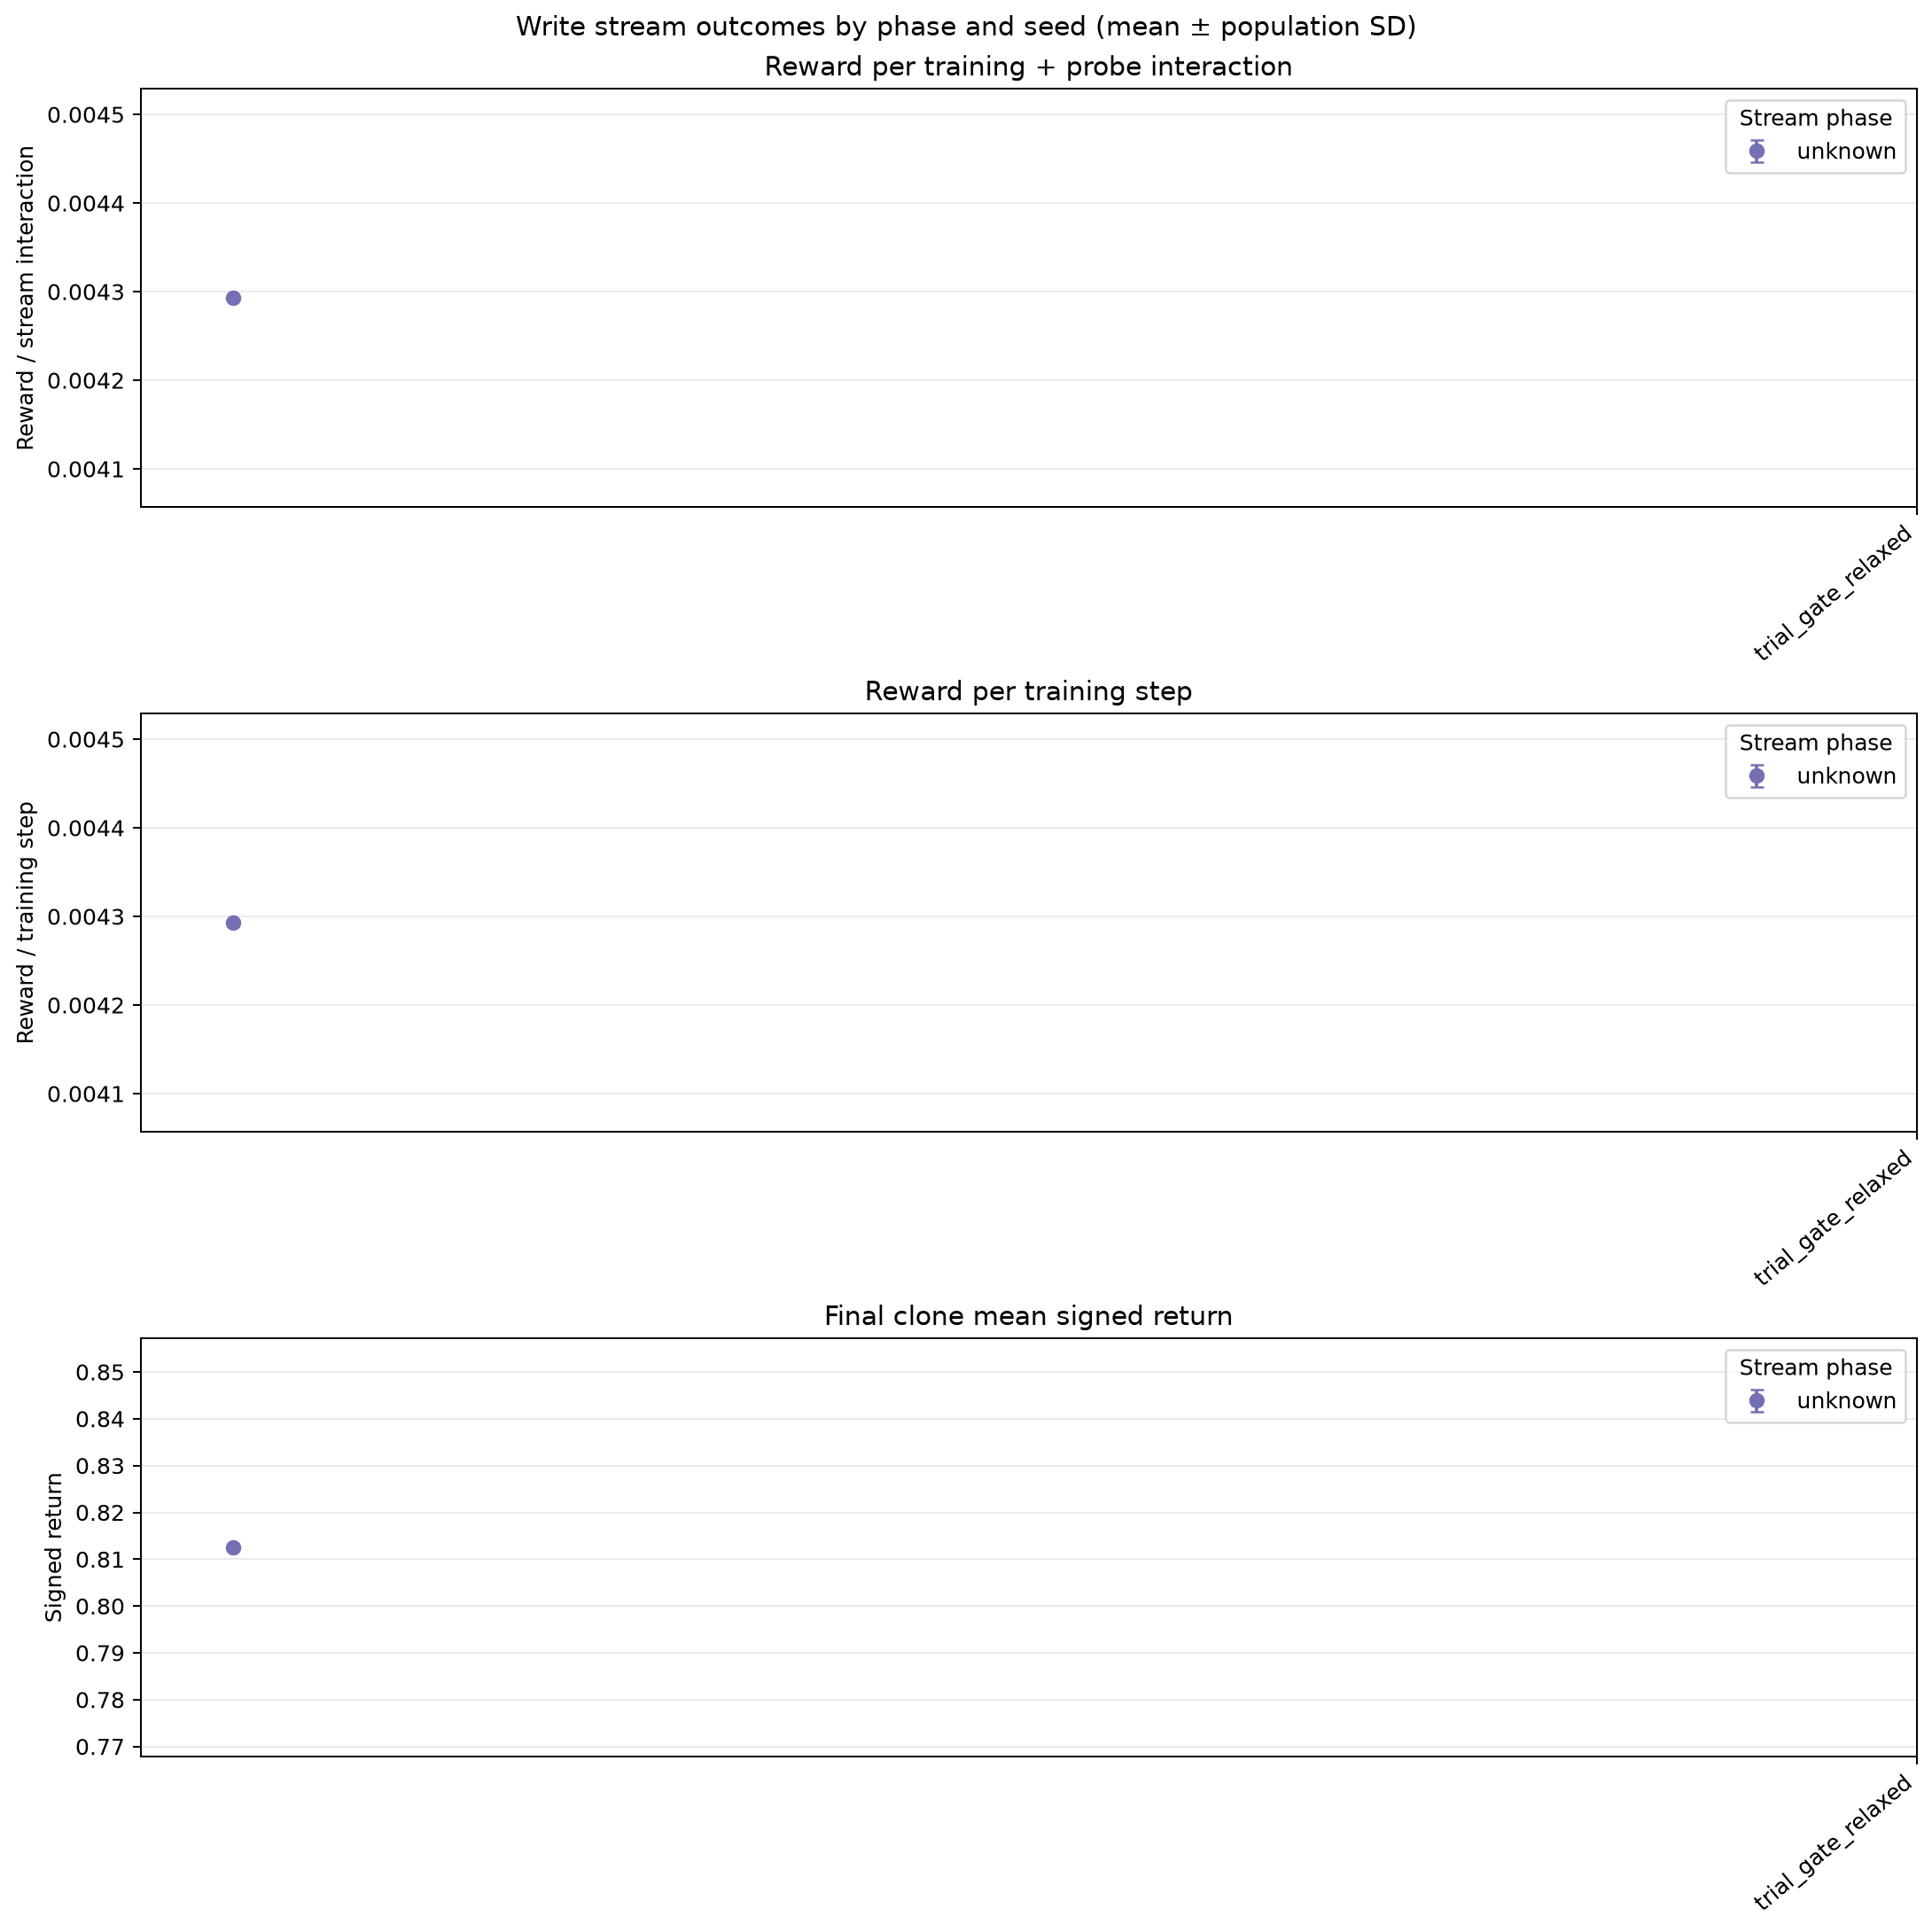 Write stream outcomes by phase and seed (mean ± population SD)
Reward per training + probe interaction
Reward / stream interaction
0.0045
0.0044
0.0043
0.0042
0.0041
Stream phase
unknown
trial_gate_relaxed
Reward per training step
Reward / training step
0.0045
0.0044
0.0043
0.0042
0.0041
Stream phase
unknown
trial_gate_relaxed
Final clone mean signed return
Signed return
0.85
0.84
0.83
0.82
0.81
0.80
0.79
0.78
0.77
Stream phase
unknown
trial_gate_relaxed